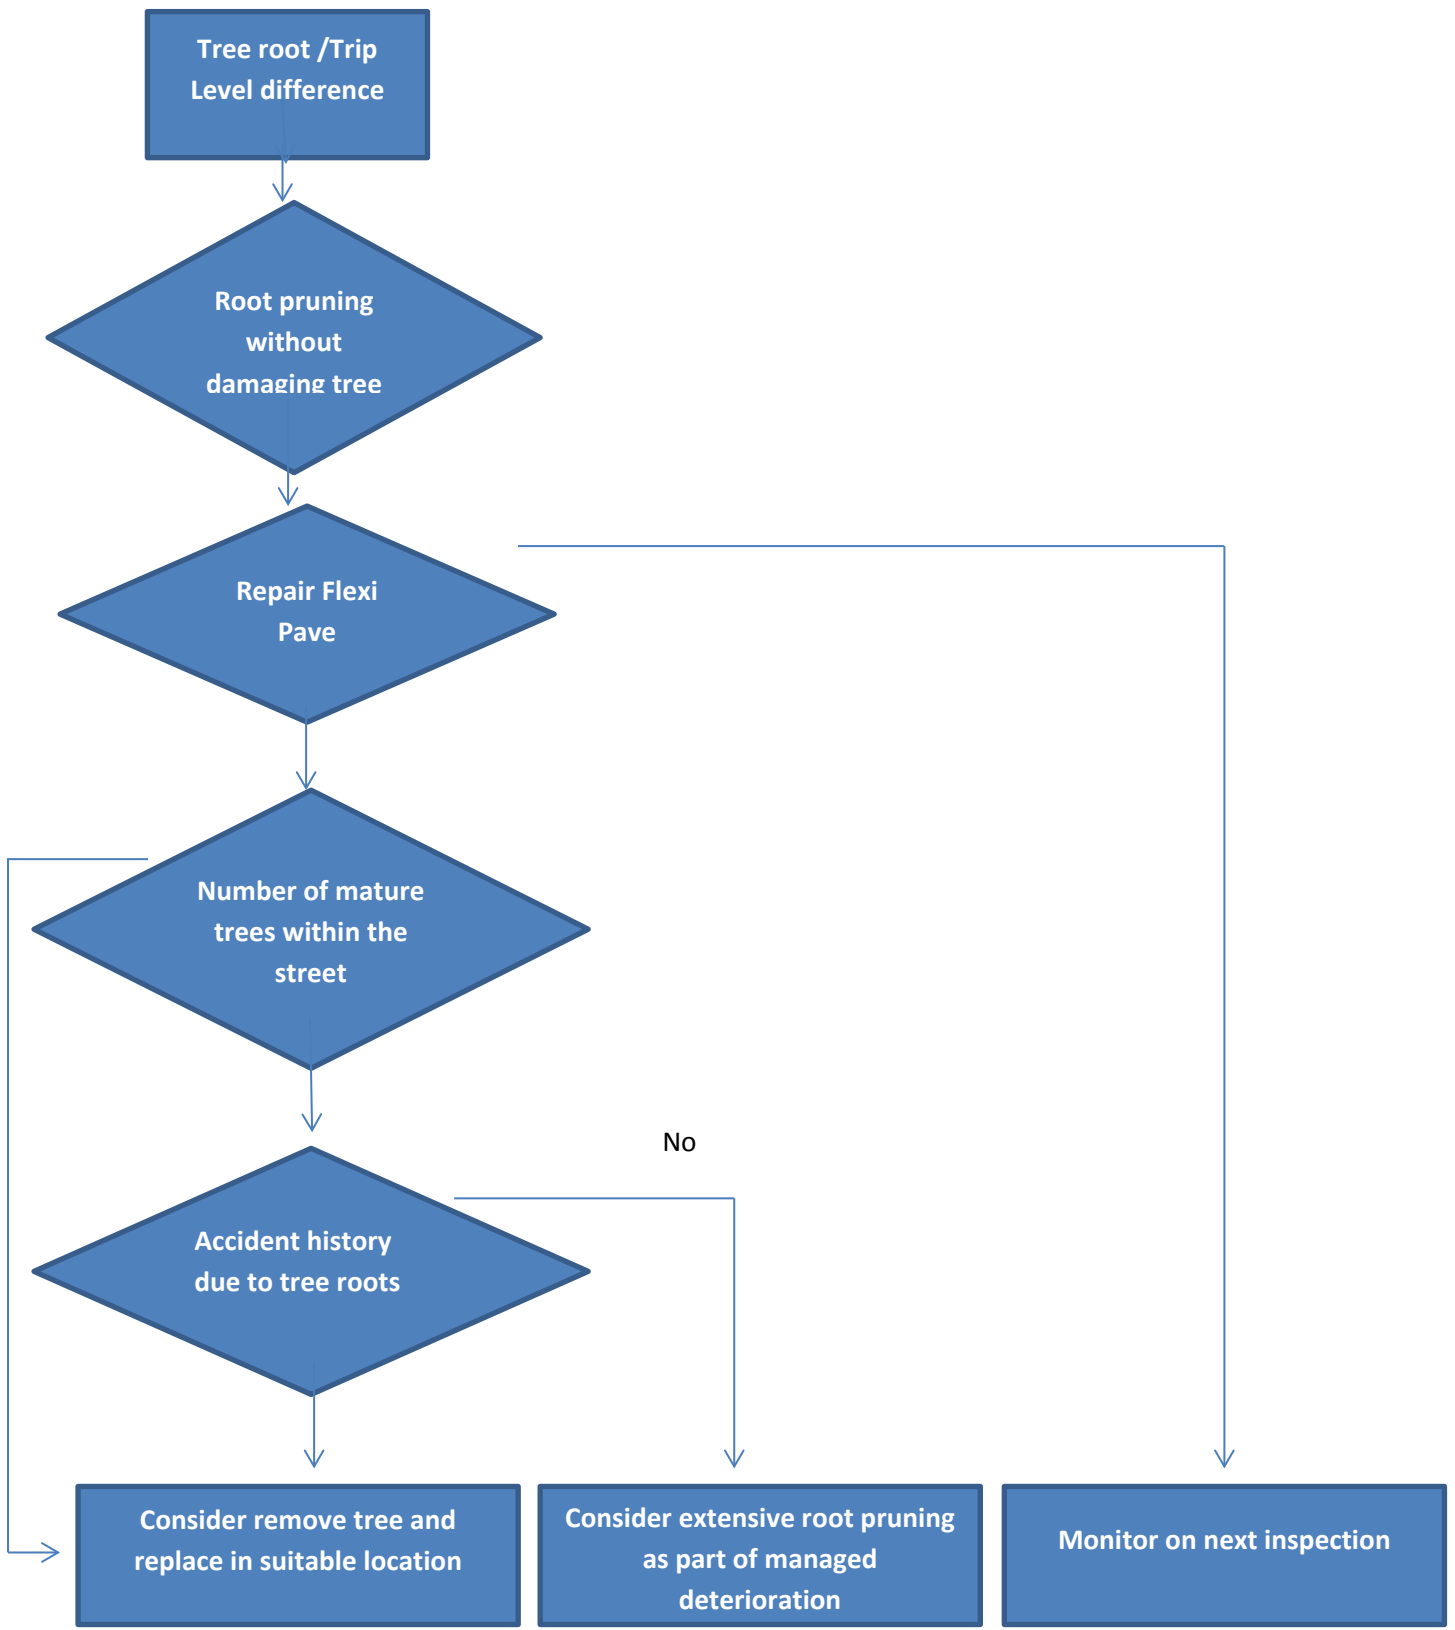 Tree root /Trip
Level difference
Root pruning
without
damaging tree
Repair Flexi
Pave
Number of mature
trees within the
street
No
Accident history
due to tree roots
Consider remove tree and
replace in suitable location
Consider extensive root pruning
as part of managed
deterioration
Monitor on next inspection